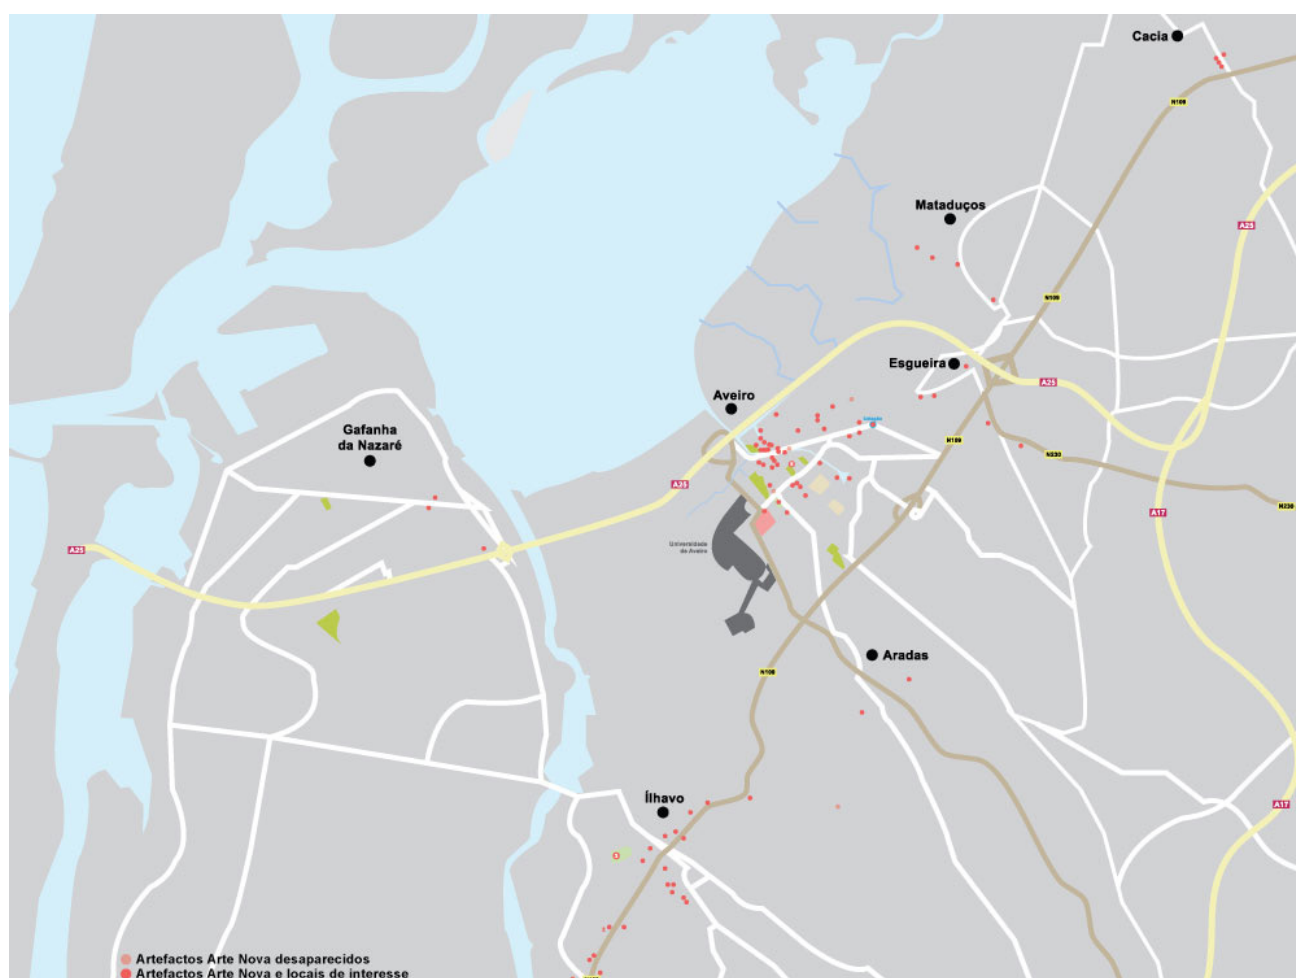 Cacia
N109
Mataduços
A25
N109
Esgueira
A25
Aveiro
Estação
Gafanha
da Nazaré
N109
N230
A25
A17
N230
Universidade
de Aveiro
A25
Aradas
N109
Ílhavo
A17
Artefactos Arte Nova desaparecidos
Artefactos Arte Nova e locais de interesse